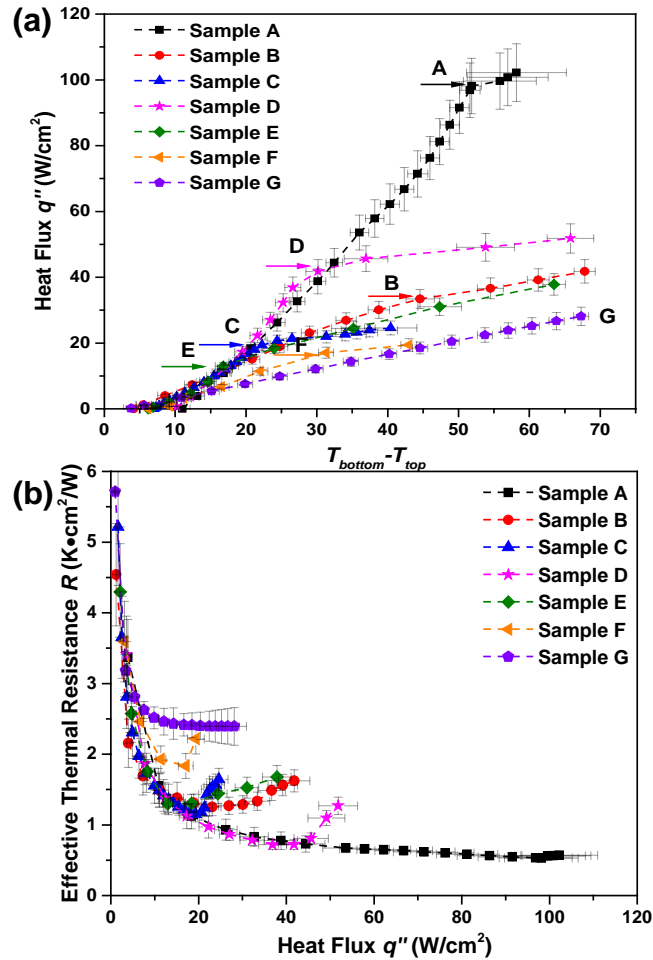 (a)
Sample A
Sample B
Sample C
Sample D
Sample E
Sample F
Sample G
A
D
B
C
E
F
G
Heat Flux q" (W/cm²)
120
100
80
60
40
20
0
0 10 20 30 40 50 60 70
T_bottom-T_top
(b)
Sample A
Sample B
Sample C
Sample D
Sample E
Sample F
Sample G
Effective Thermal Resistance R (K•cm²/W)
6
5
4
3
2
1
0
0 20 40 60 80 100 120
Heat Flux q" (W/cm²)